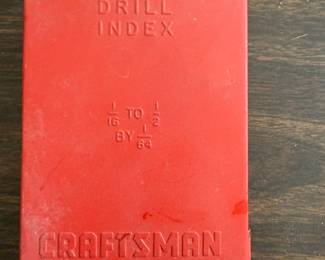 DRILL
INDEX
1/16 TO 1/2
BY 1/64
CRAFTSMAN